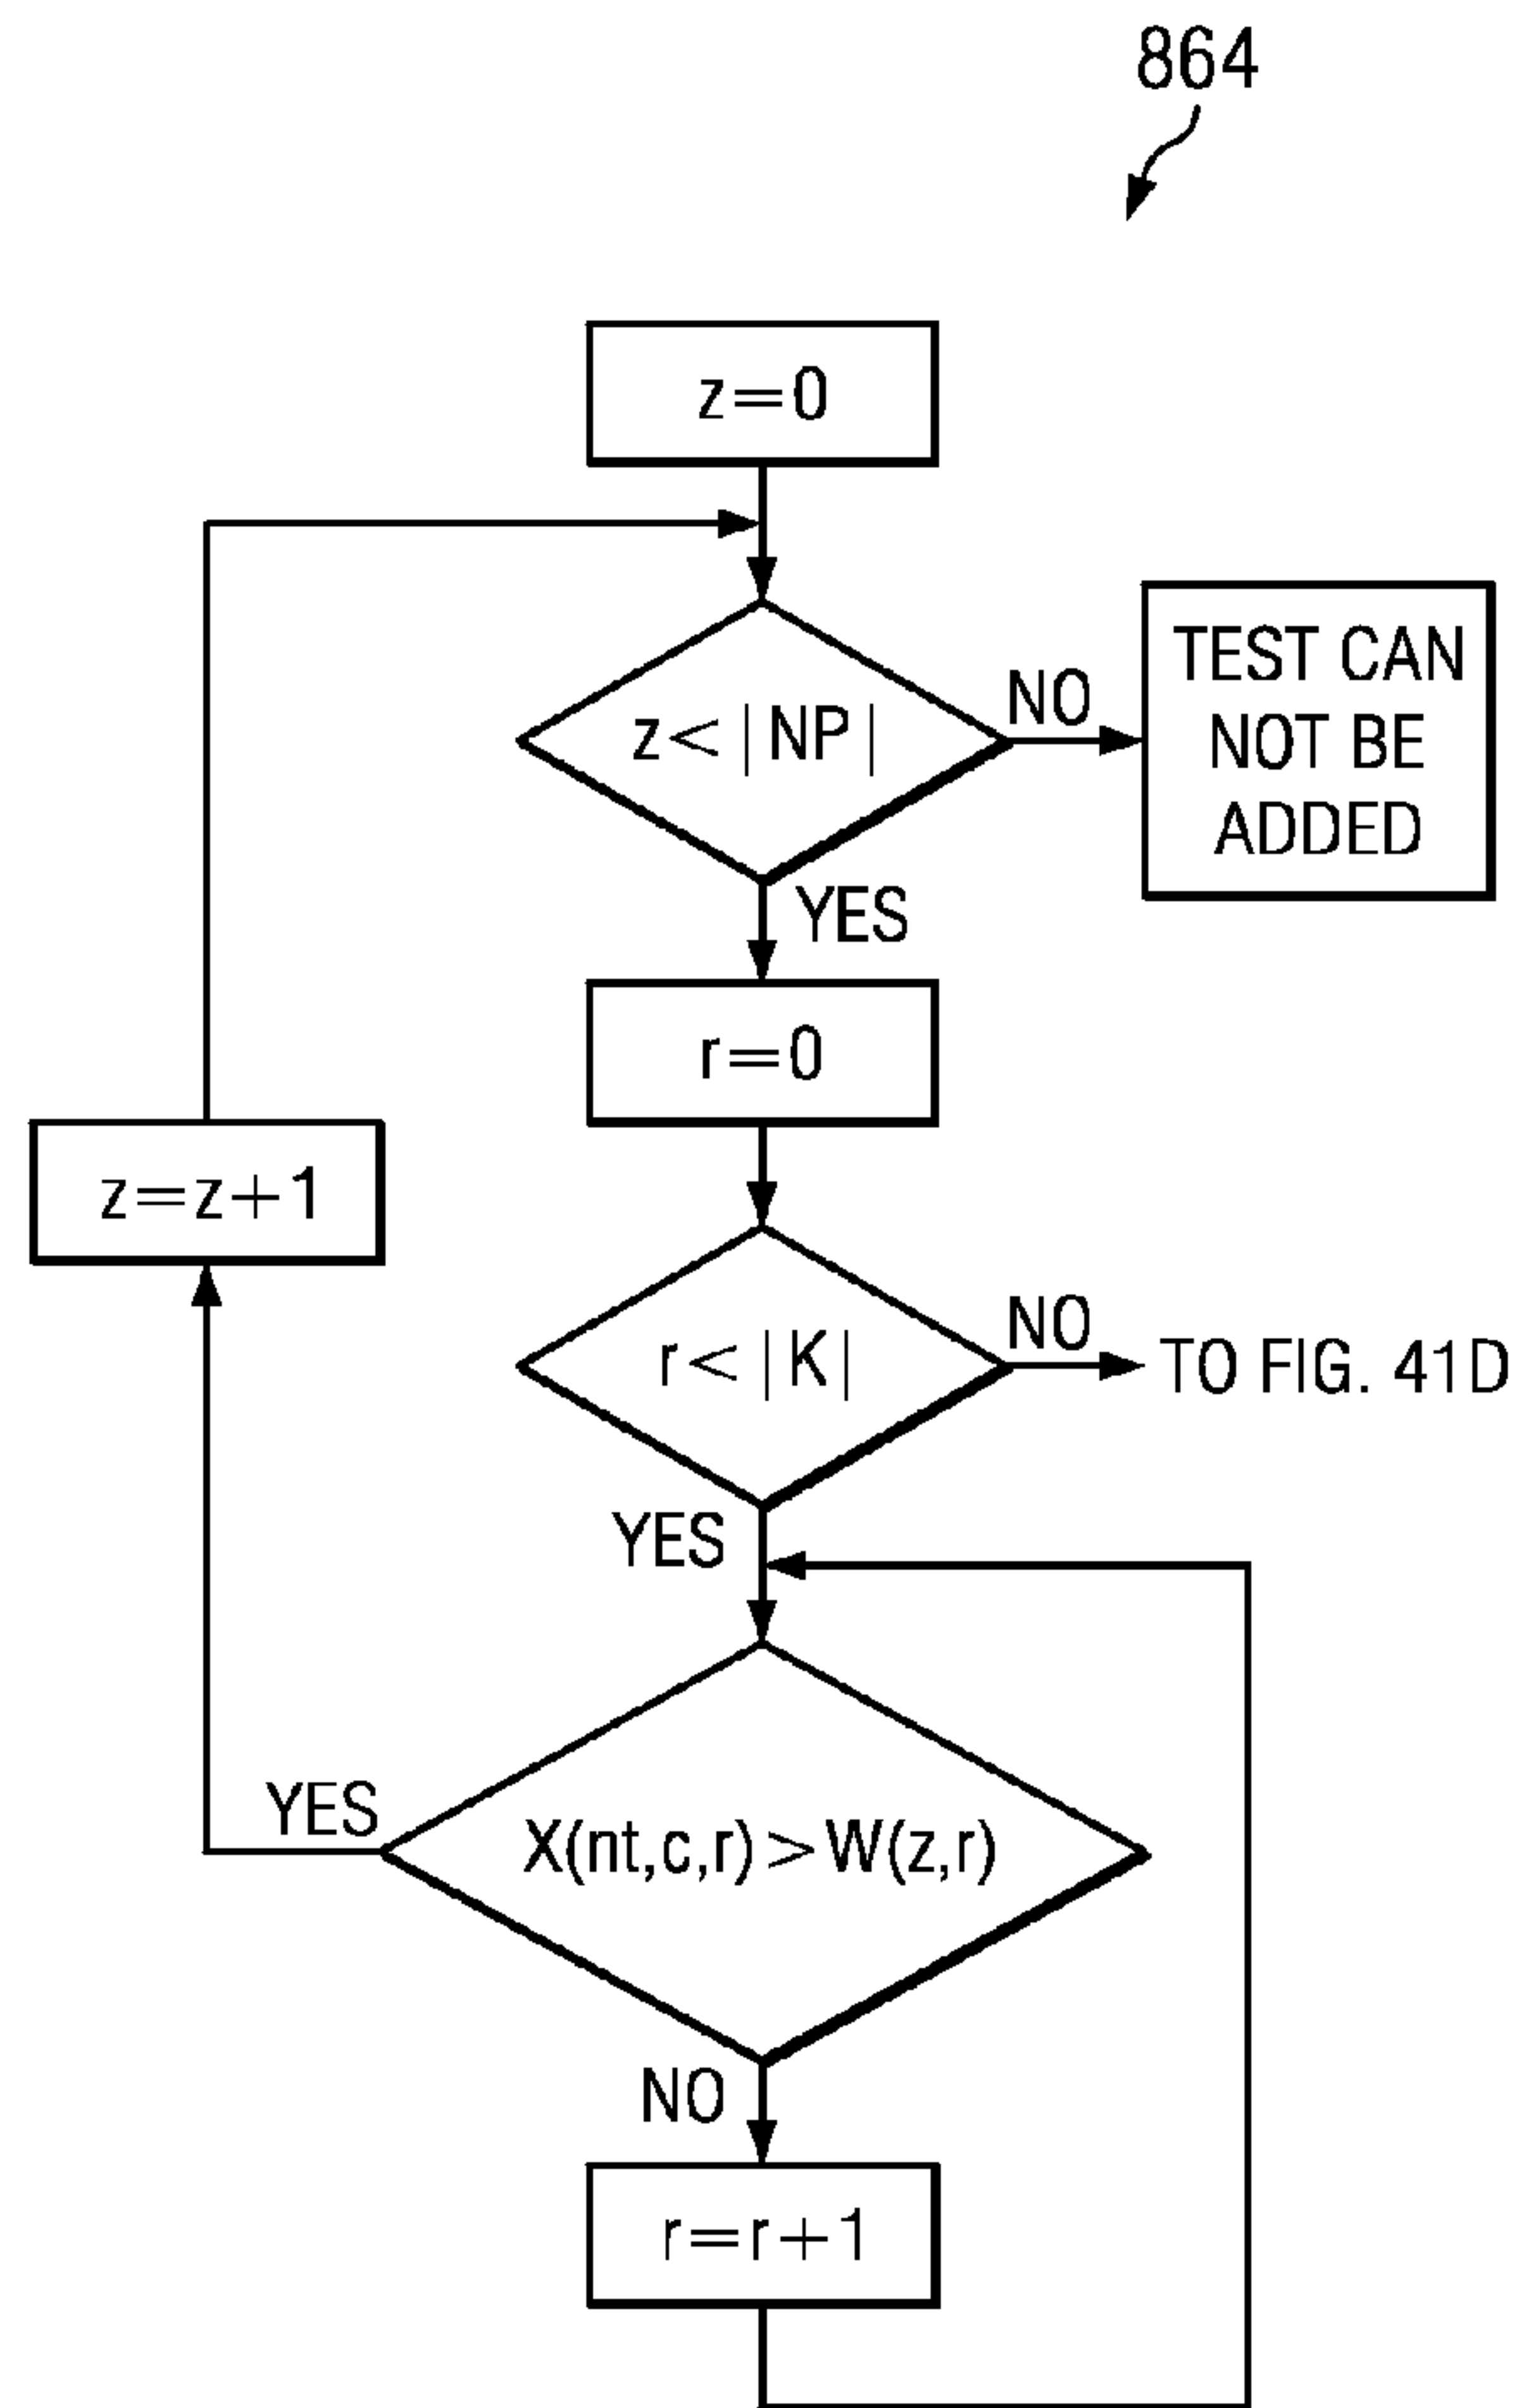 864
z=0
z<|NP|
NO
TEST CAN
NOT BE
ADDED
YES
r=0
z=z+1
r<|K|
NO
TO FIG. 41D
YES
YES
X(nt,c,r)>W(z,r)
NO
r=r+1